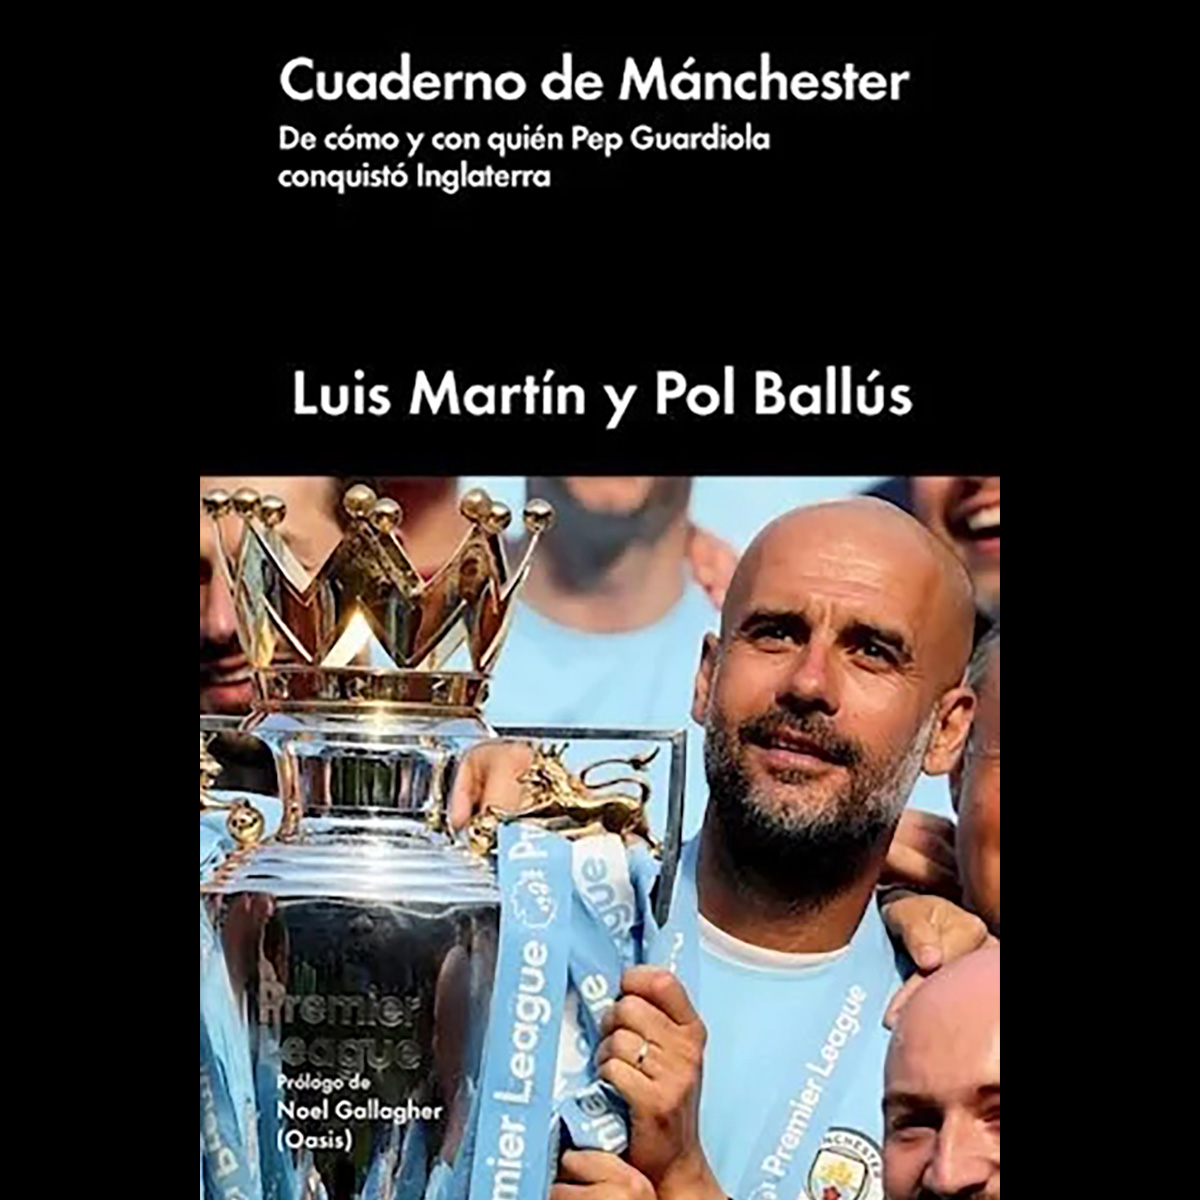 Cuaderno de Mánchester
De cómo y con quién Pep Guardiola
conquistó Inglaterra
Luis Martín y Pol Ballús
Premier
League
Premier League
Premier League
Prólogo de
Noel Gallagher
(Oasis)